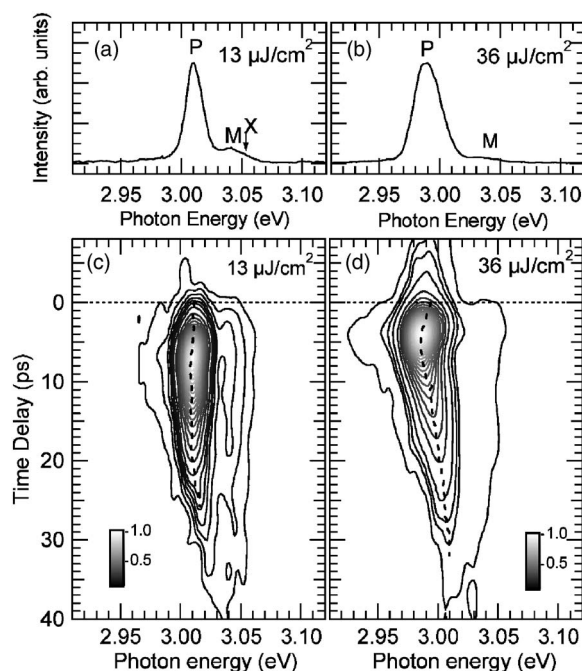 (a) P 13 μJ/cm²
M X
(b) P 36 μJ/cm²
M
Intensity (arb. units)
2.95 3.00 3.05 3.10
Photon Energy (eV)
2.95 3.00 3.05 3.10
Photon Energy (eV)
(c) 13 μJ/cm²
(d) 36 μJ/cm²
Time Delay (ps)
0
10
20
30
40
1.0
0.5
1.0
0.5
2.95 3.00 3.05 3.10
Photon energy (eV)
2.95 3.00 3.05 3.10
Photon energy (eV)